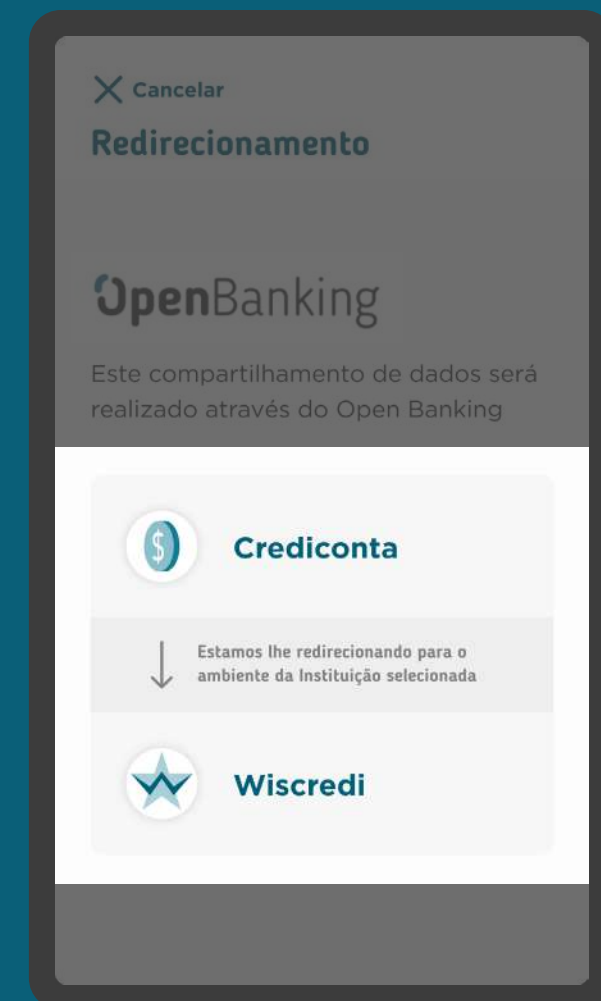 Cancelar
Redirecionamento
OpenBanking
Este compartilhamento de dados será
realizado através do Open Banking
$
Crediconta
Estamos lhe redirecionando para o
ambiente da Instituição selecionada
Wiscredi